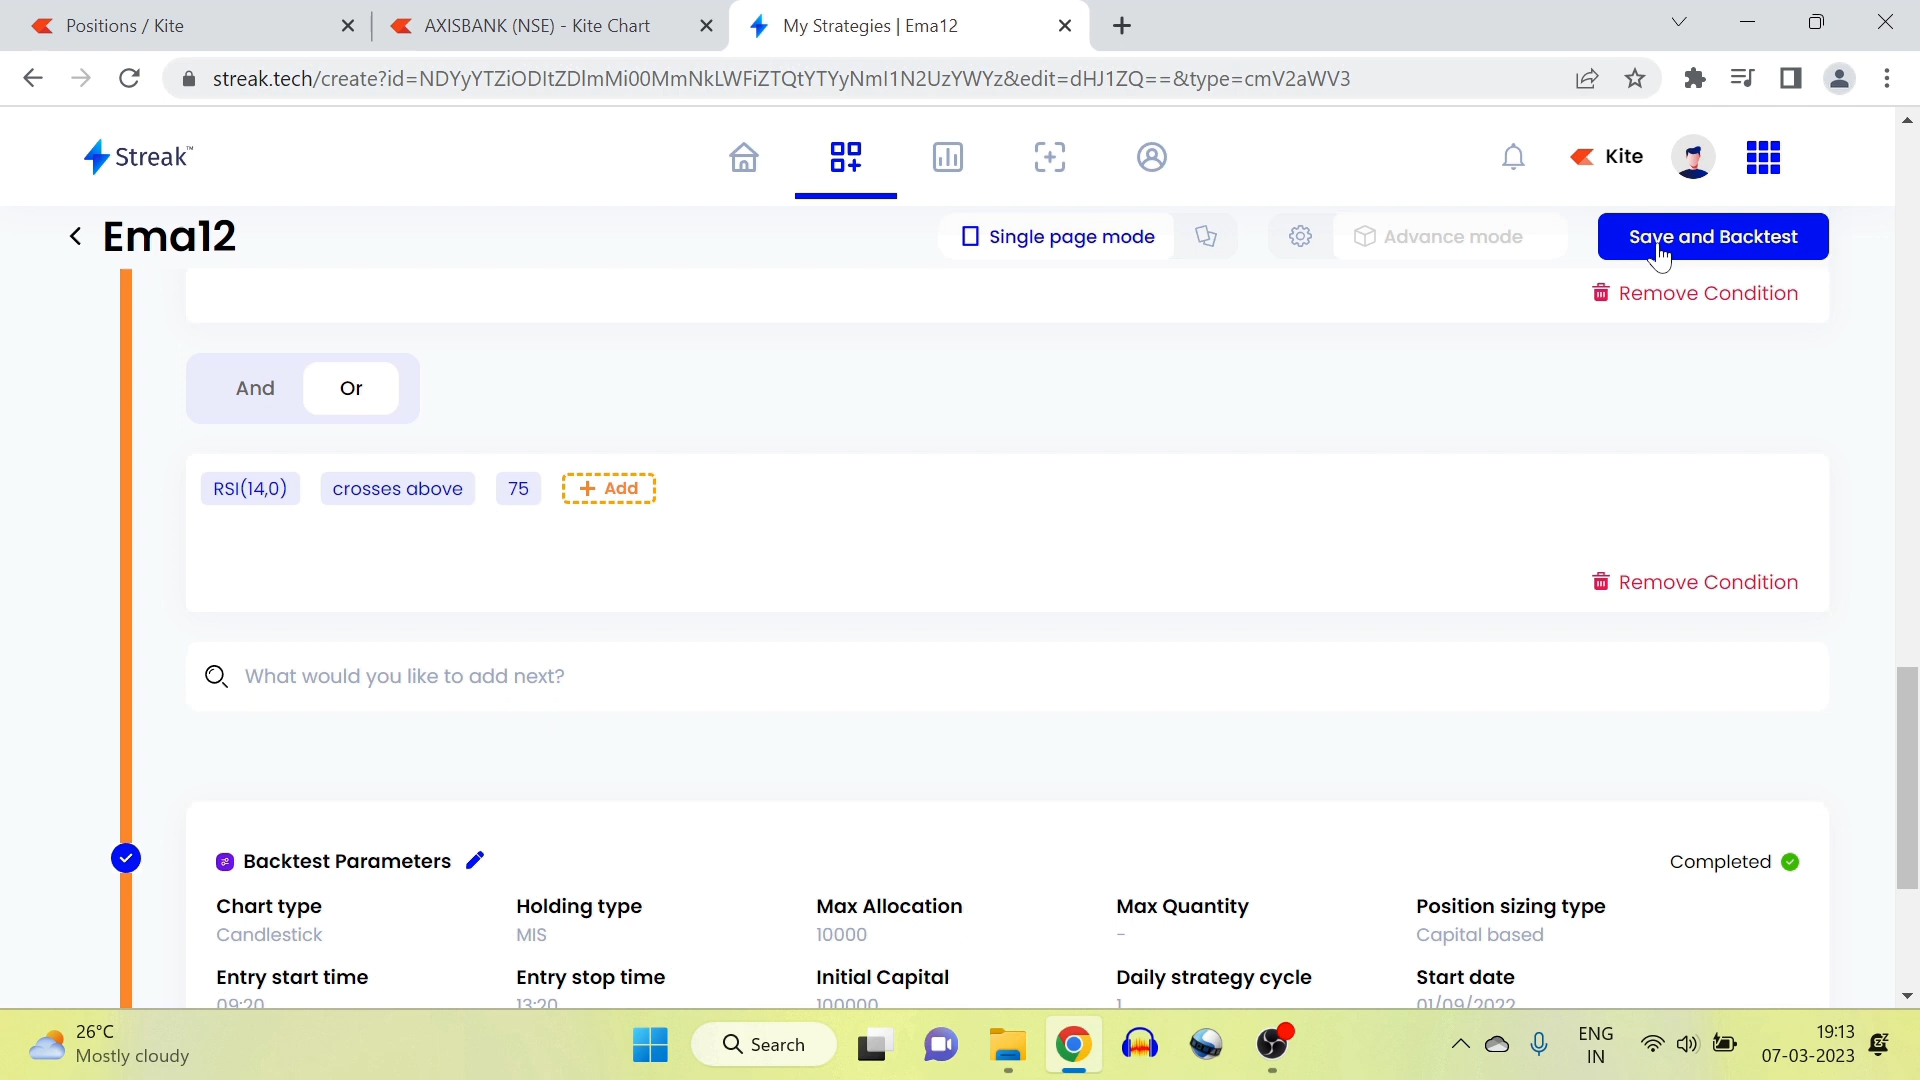 Positions / Kite
AXISBANK (NSE) - Kite Chart
My Strategies | Ema12
streak.tech/create?id=NDYyYTZiODItZDlmMi00MmNkLWFiZTQtYTYyNmI1N2UzYWYz&edit=dHJ1ZQ==&type=cmV2aWV3
Streak™
Kite
Ema12
Single page mode
Advance mode
Save and Backtest
Remove Condition
And
Or
RSI(14,0) crosses above 75 + Add
Remove Condition
What would you like to add next?
Backtest Parameters
Completed
Chart type Holding type Max Allocation Max Quantity Position sizing type
Candlestick MIS 10000 - Capital based
Entry start time Entry stop time Initial Capital Daily strategy cycle Start date
09:20 13:20 100000 1 01/09/2022
26°C
Mostly cloudy
Search
ENG
IN
19:13
07-03-2023